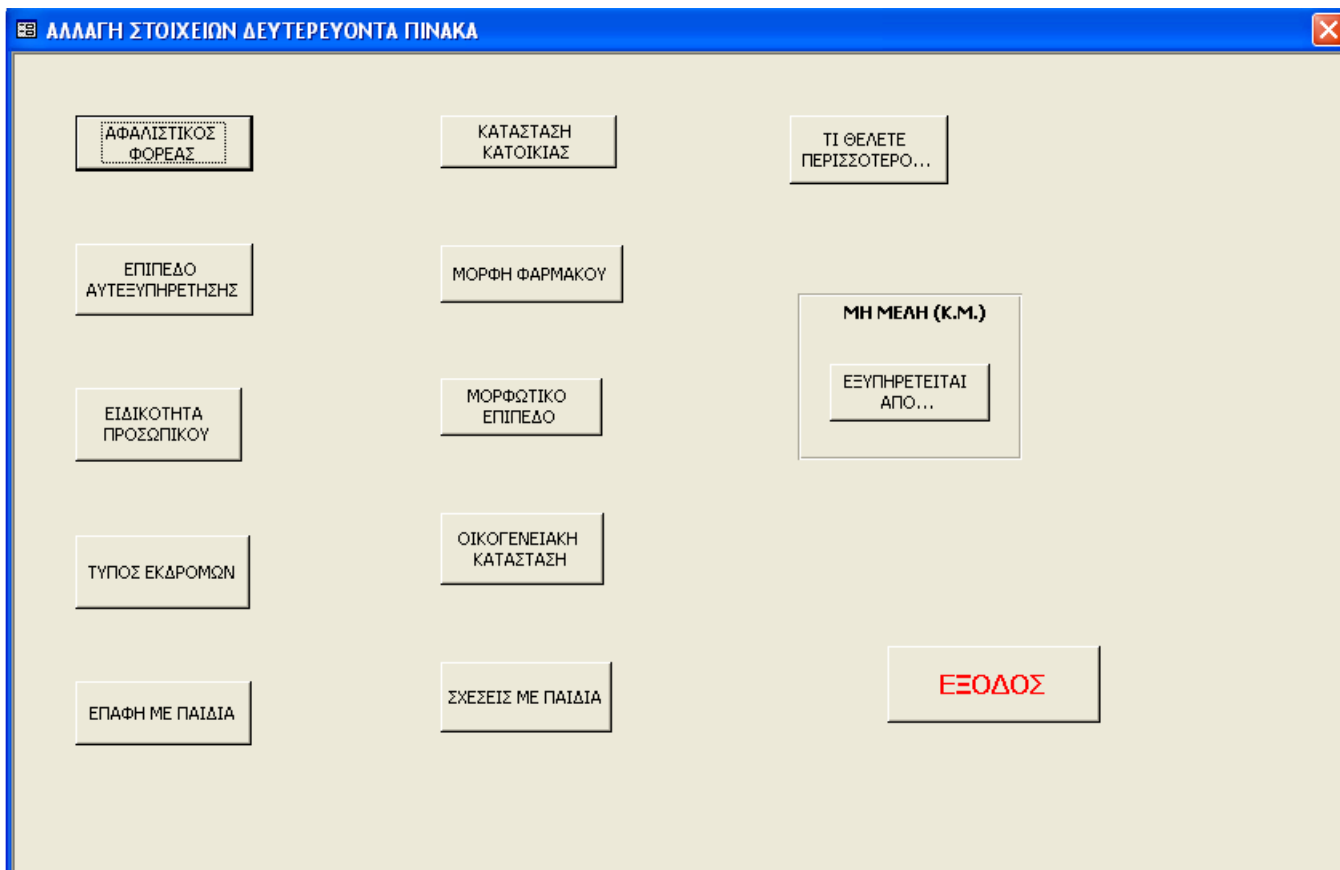 ΑΛΛΑΓΗ ΣΤΟΙΧΕΙΩΝ ΔΕΥΤΕΡΕΥΟΝΤΑ ΠΙΝΑΚΑ
ΑΦΑΛΙΣΤΙΚΟΣ
ΦΟΡΕΑΣ
ΚΑΤΑΣΤΑΣΗ
ΚΑΤΟΙΚΙΑΣ
ΤΙ ΘΕΛΕΤΕ
ΠΕΡΙΣΣΟΤΕΡΟ...
ΕΠΙΠΕΔΟ
ΑΥΤΕΞΥΠΗΡΕΤΗΣΗΣ
ΜΟΡΦΗ ΦΑΡΜΑΚΟΥ
ΜΗ ΜΕΛΗ (Κ.Μ.)
ΕΞΥΠΗΡΕΤΕΙΤΑΙ
ΑΠΟ...
ΕΙΔΙΚΟΤΗΤΑ
ΠΡΟΣΩΠΙΚΟΥ
ΜΟΡΦΩΤΙΚΟ
ΕΠΙΠΕΔΟ
ΤΥΠΟΣ ΕΚΔΡΟΜΩΝ
ΟΙΚΟΓΕΝΕΙΑΚΗ
ΚΑΤΑΣΤΑΣΗ
ΕΠΑΦΗ ΜΕ ΠΑΙΔΙΑ
ΣΧΕΣΕΙΣ ΜΕ ΠΑΙΔΙΑ
ΕΞΟΔΟΣ